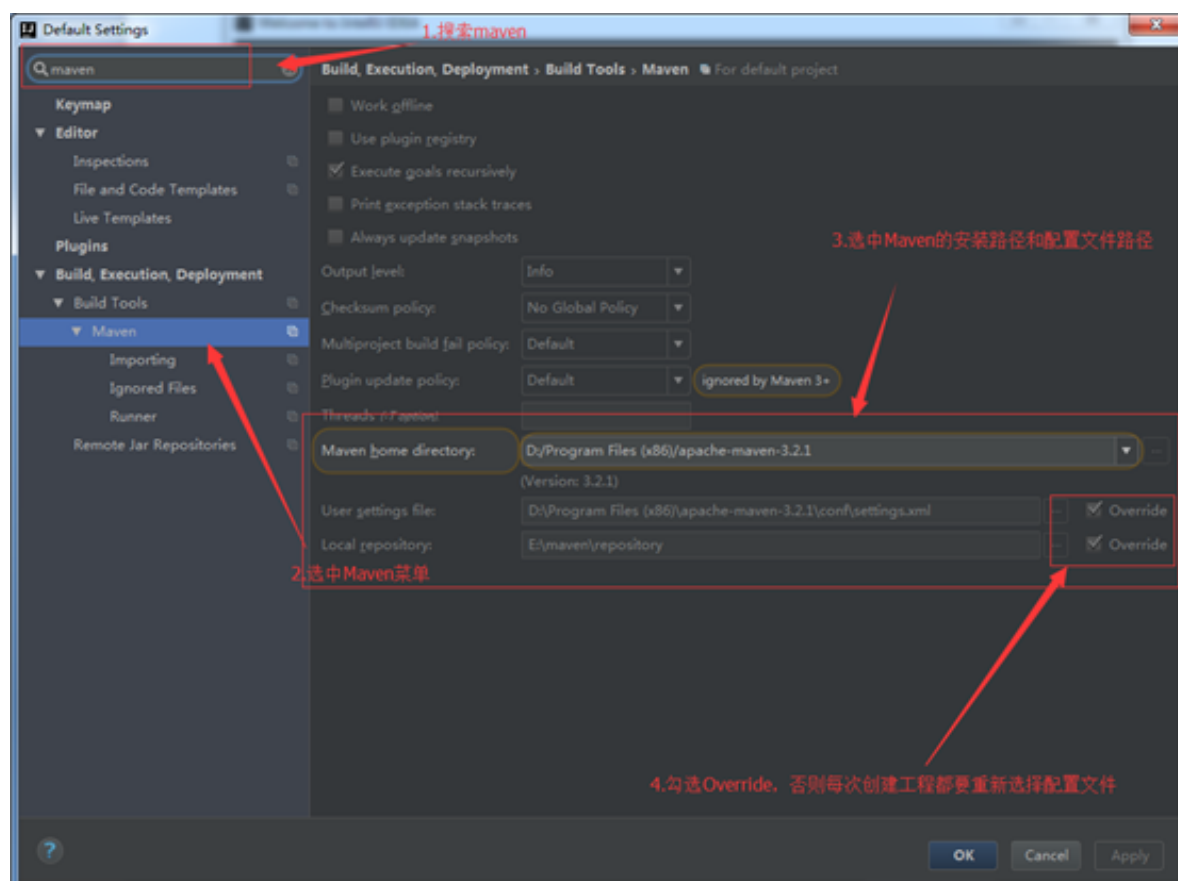 Default Settings
1.搜索maven
maven
Build, Execution, Deployment › Build Tools › Maven For default project
Keymap
Editor
Inspections
File and Code Templates
Live Templates
Plugins
Build, Execution, Deployment
Build Tools
Maven
Importing
Ignored Files
Runner
Remote Jar Repositories
Work offline
Use plugin registry
Execute goals recursively
Print exception stack traces
Always update snapshots
3.选中Maven的安装路径和配置文件路径
Output level: Info
Checksum policy: No Global Policy
Multiproject build fail policy: Default
Plugin update policy: Default ignored by Maven 3+
Threads (-T option)
Maven home directory: D:/Program Files (x86)/apache-maven-3.2.1
(Version: 3.2.1)
User settings file: D:\Program Files (x86)\apache-maven-3.2.1\conf\settings.xml Override
Local repository: E:\maven\repository Override
2.选中Maven菜单
4.勾选Override，否则每次创建工程都要重新选择配置文件
? OK Cancel Apply